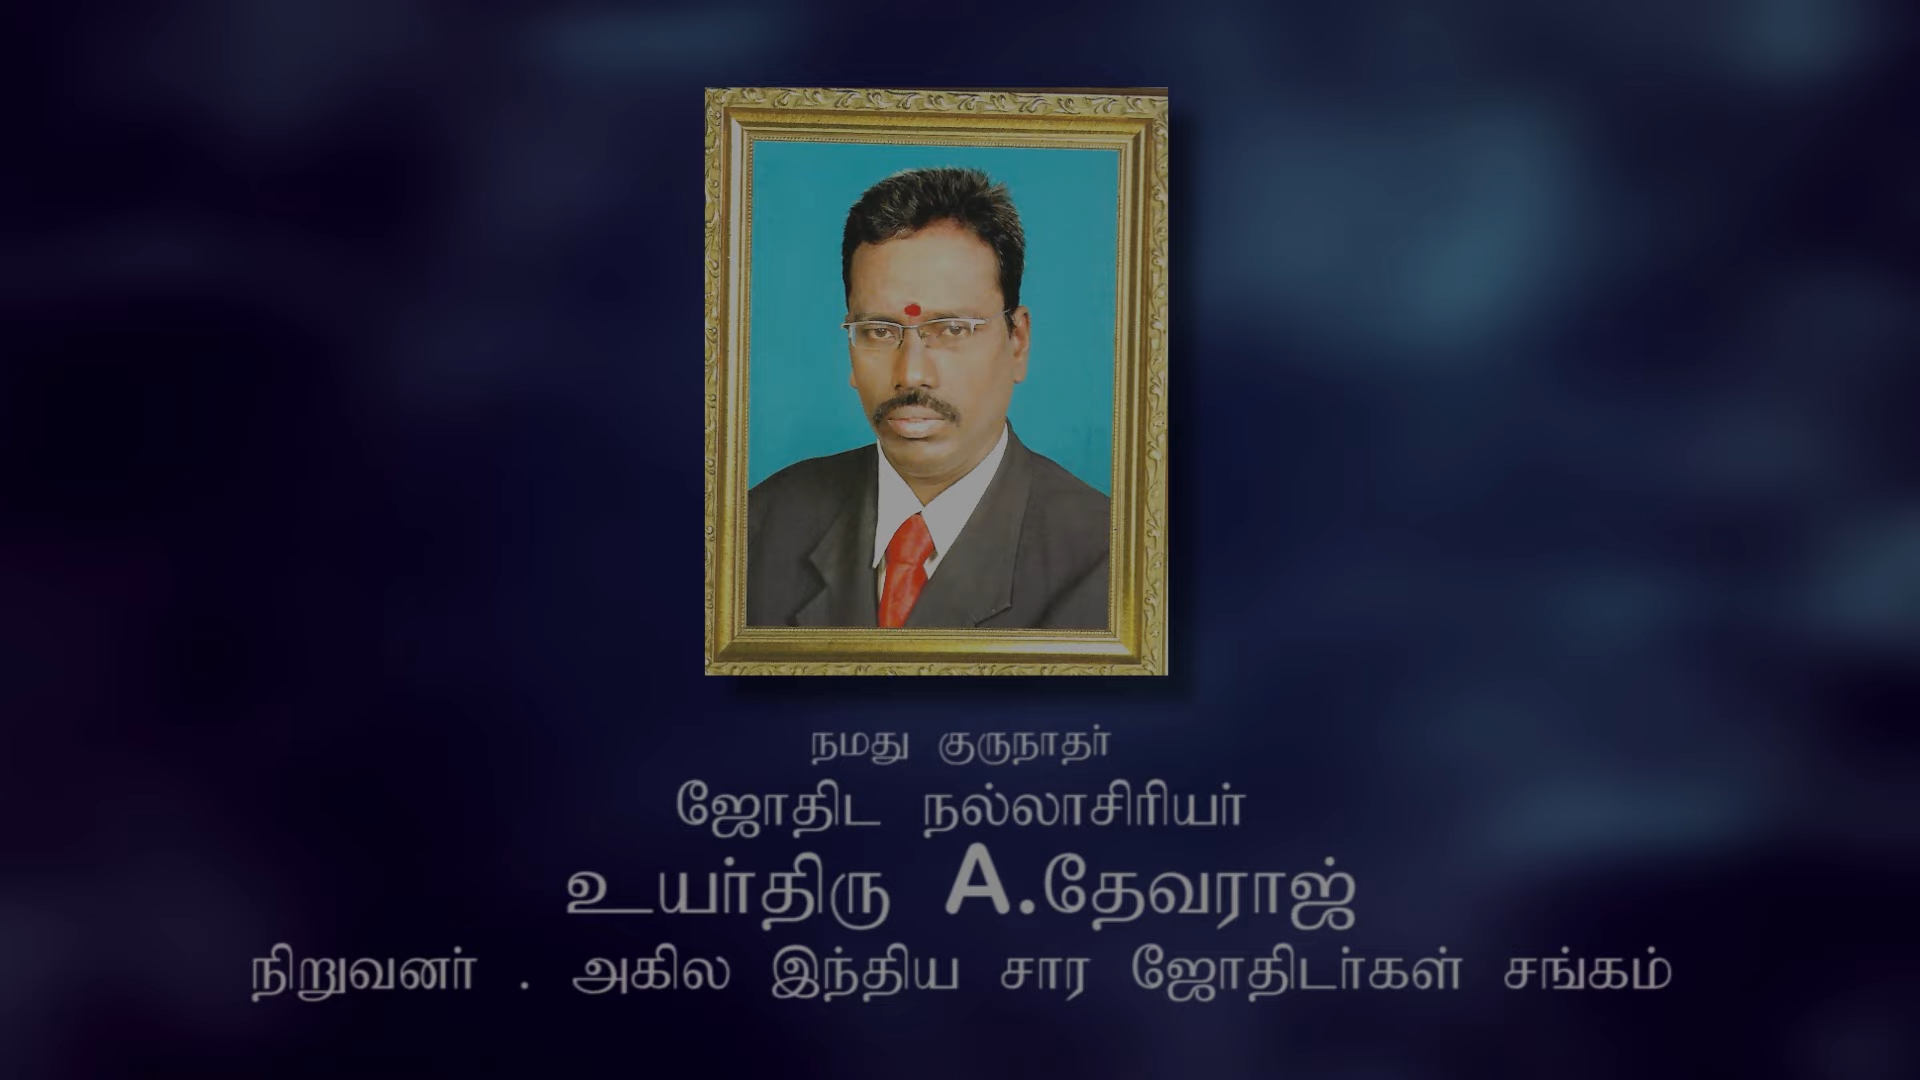 நமது குருநாதர்
ஜோதிட நல்லாசிரியர்
உயர்திரு A.தேவராஜ்
நிறுவனர் . அகில இந்திய சார ஜோதிடர்கள் சங்கம்